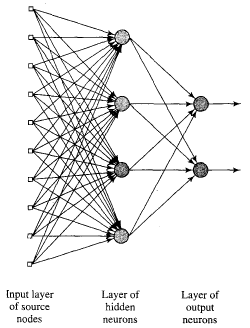 Input layer
of source
nodes
Layer of
hidden
neurons
Layer of
output
neurons